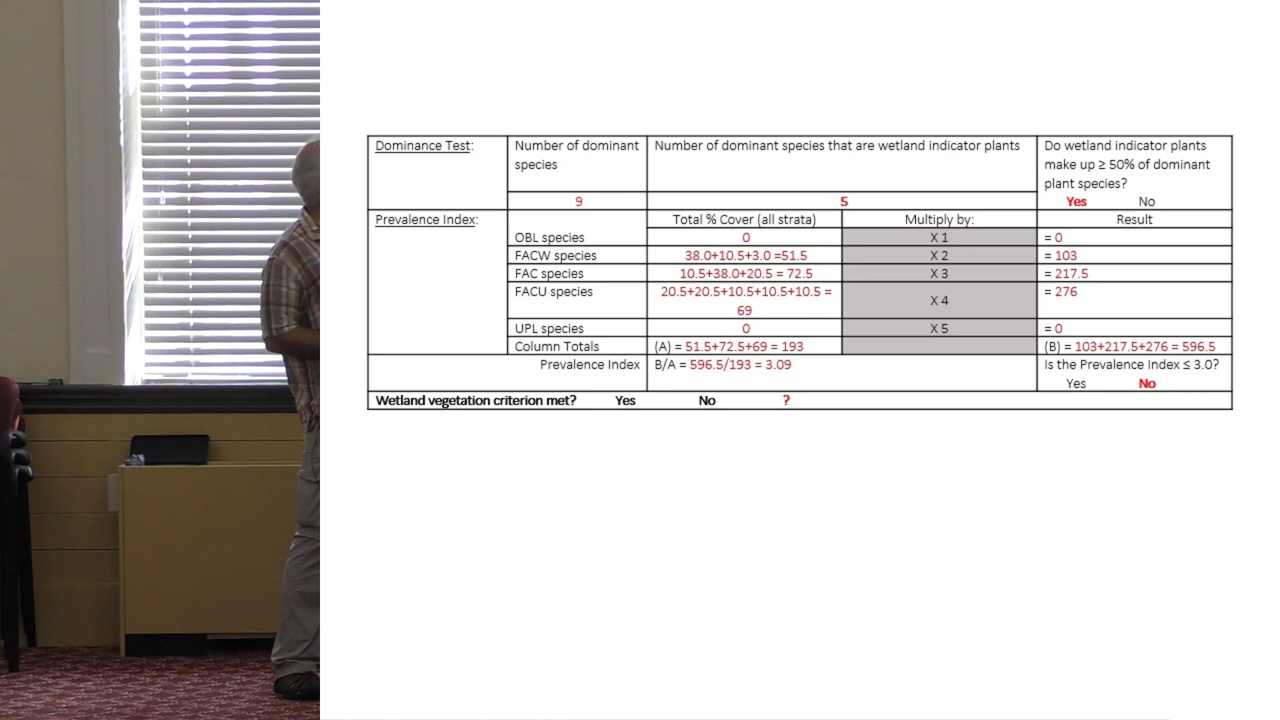 Dominance Test: Number of dominant species Number of dominant species that are wetland indicator plants Do wetland indicator plants make up ≥ 50% of dominant plant species?
9 5 Yes No
Prevalence Index: Total % Cover (all strata) Multiply by: Result
OBL species 0 X 1 = 0
FACW species 38.0+10.5+3.0 =51.5 X 2 = 103
FAC species 10.5+38.0+20.5 = 72.5 X 3 = 217.5
FACU species 20.5+20.5+10.5+10.5+10.5 = 69 X 4 = 276
UPL species 0 X 5 = 0
Column Totals (A) = 51.5+72.5+69 = 193 (B) = 103+217.5+276 = 596.5
Prevalence Index B/A = 596.5/193 = 3.09 Is the Prevalence Index ≤ 3.0?
Yes No
Wetland vegetation criterion met? Yes No ?